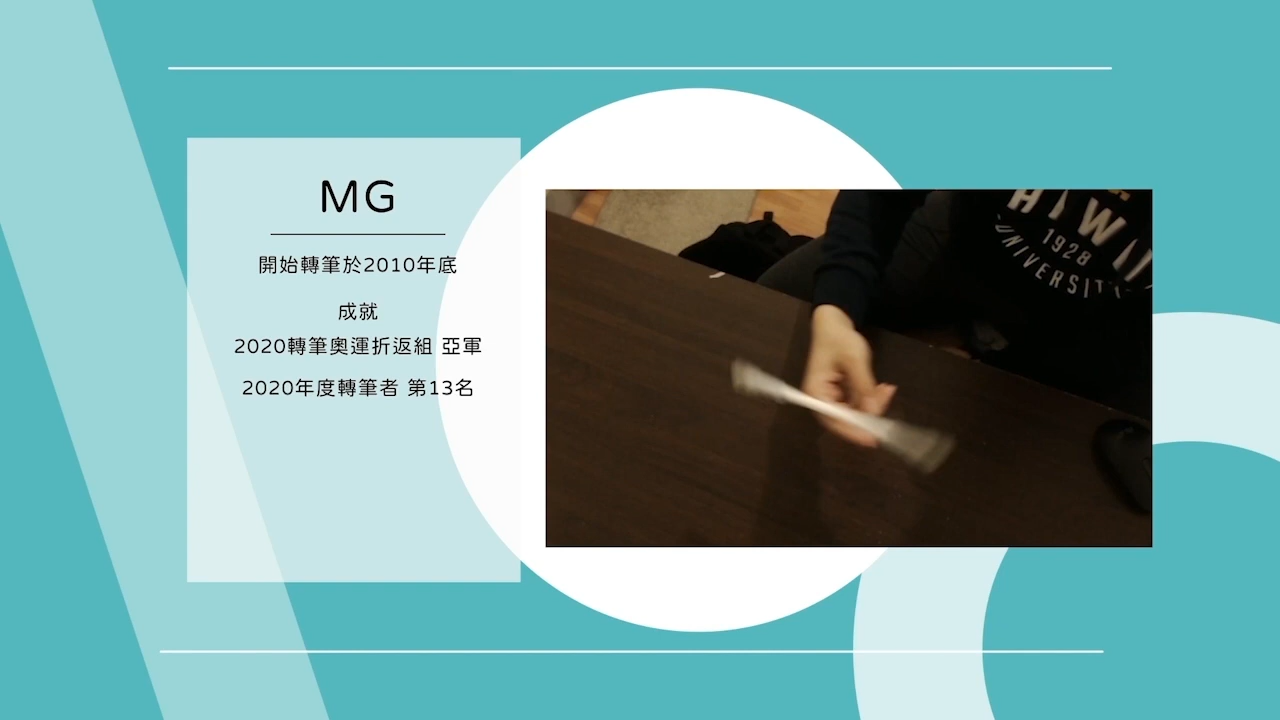 MG
開始轉筆於2010年底
成就
2020轉筆奧運折返組 亞軍
2020年度轉筆者 第13名
1928